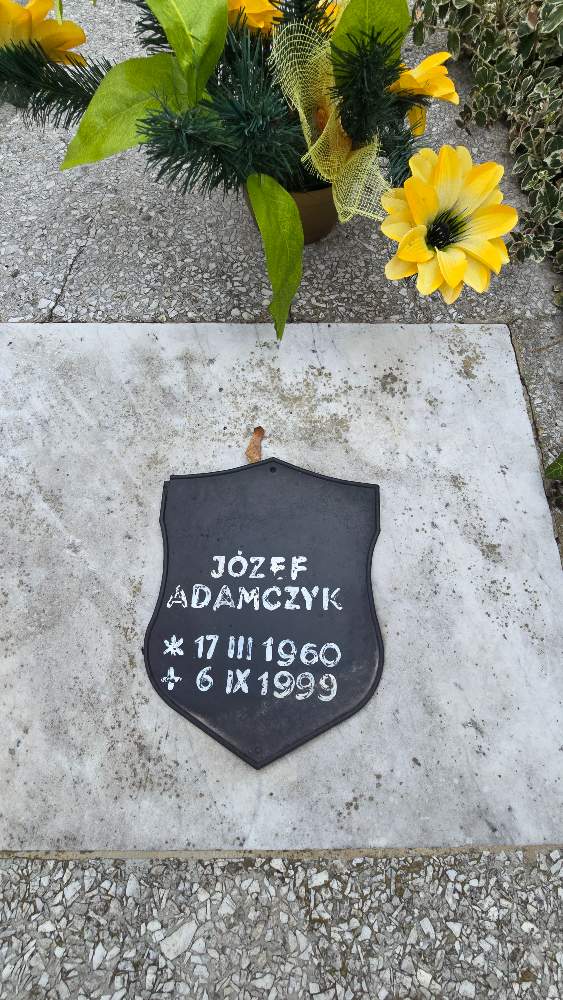 JÓZEF
ADAMCZYK
* 17 III 1960
+ 6 IX 1999